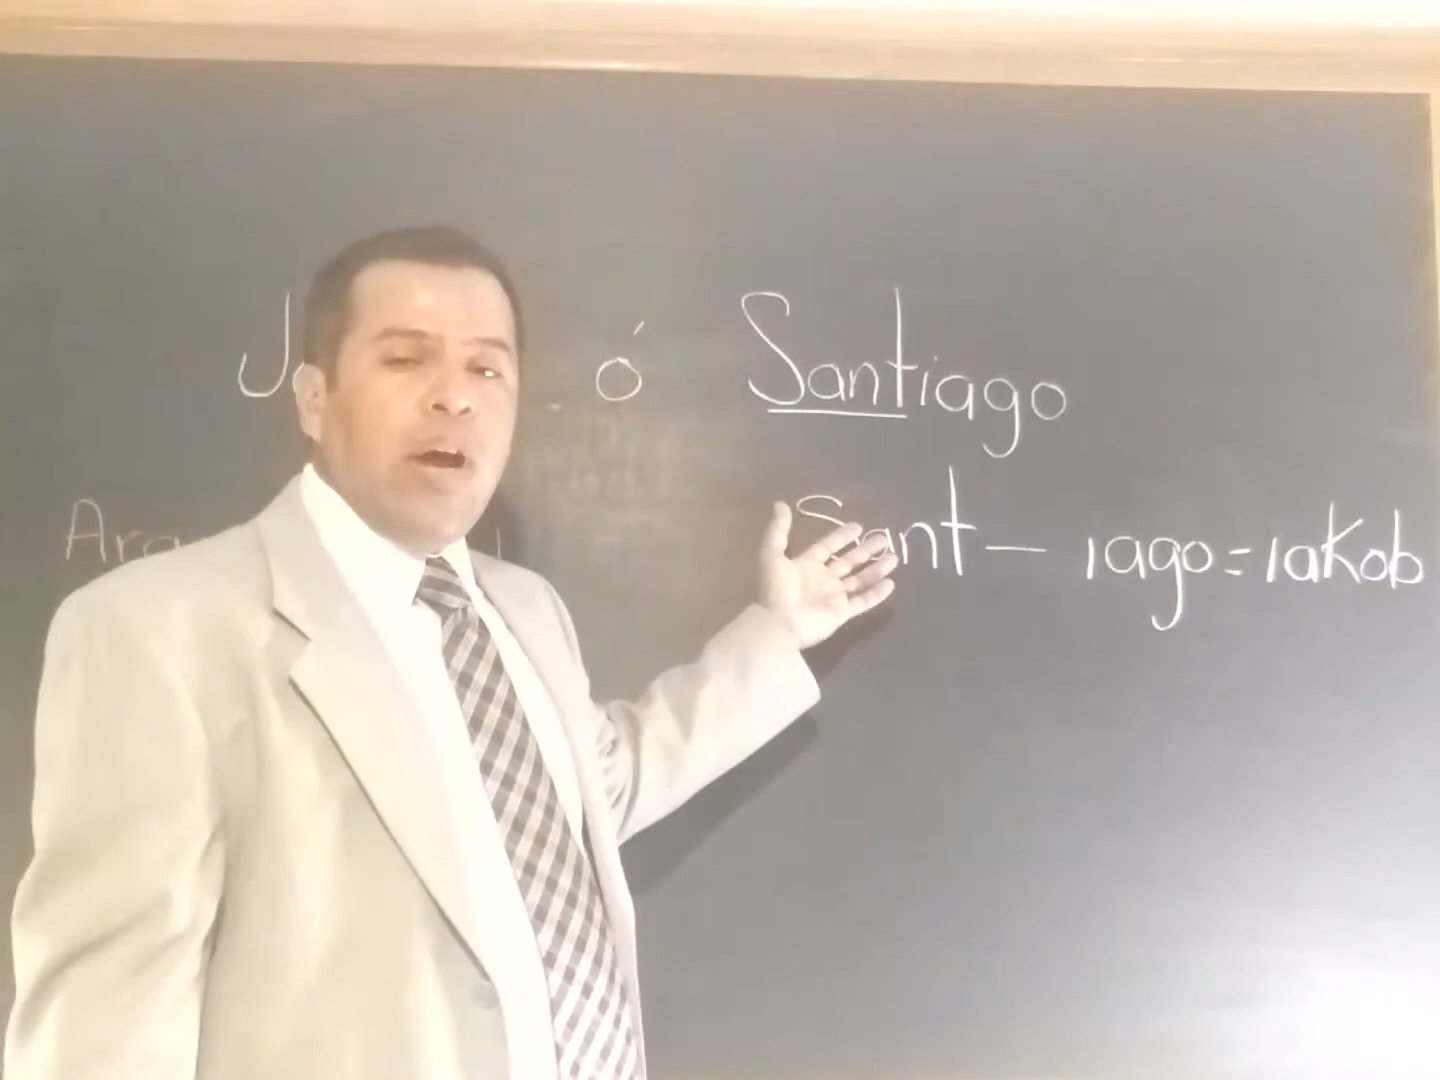 ó Santiago
Sant – iago = iakob